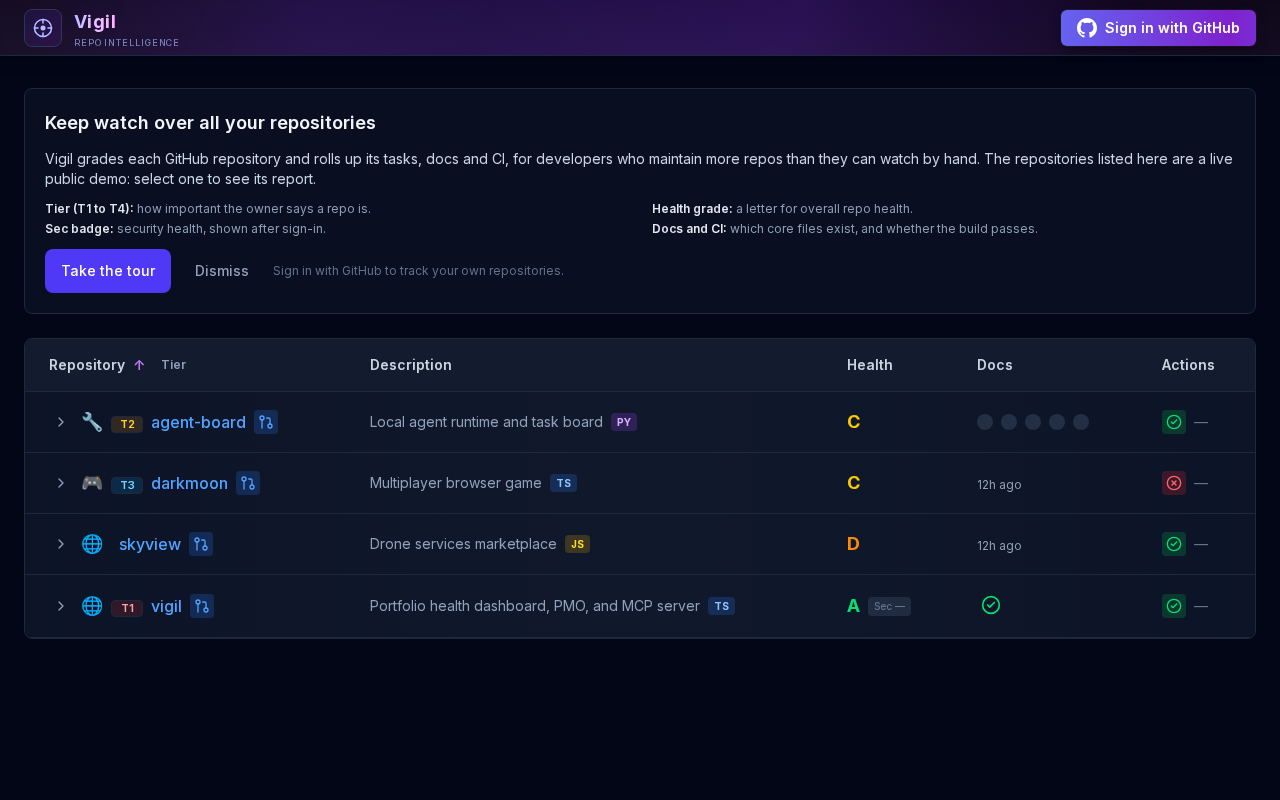 Vigil
REPO INTELLIGENCE
Sign in with GitHub
Keep watch over all your repositories
Vigil grades each GitHub repository and rolls up its tasks, docs and CI, for developers who maintain more repos than they can watch by hand. The repositories listed here are a live
public demo: select one to see its report.
Tier (T1 to T4): how important the owner says a repo is.
Health grade: a letter for overall repo health.
Sec badge: security health, shown after sign-in.
Docs and CI: which core files exist, and whether the build passes.
Take the tour Dismiss Sign in with GitHub to track your own repositories.
Repository ↑ Tier Description Health Docs Actions
T2 agent-board Local agent runtime and task board PY C —
T3 darkmoon Multiplayer browser game TS C 12h ago —
skyview Drone services marketplace JS D 12h ago —
T1 vigil Portfolio health dashboard, PMO, and MCP server TS A Sec — —